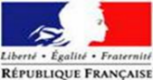 Liberté • Égalité • Fraternité
RÉPUBLIQUE FRANÇAISE